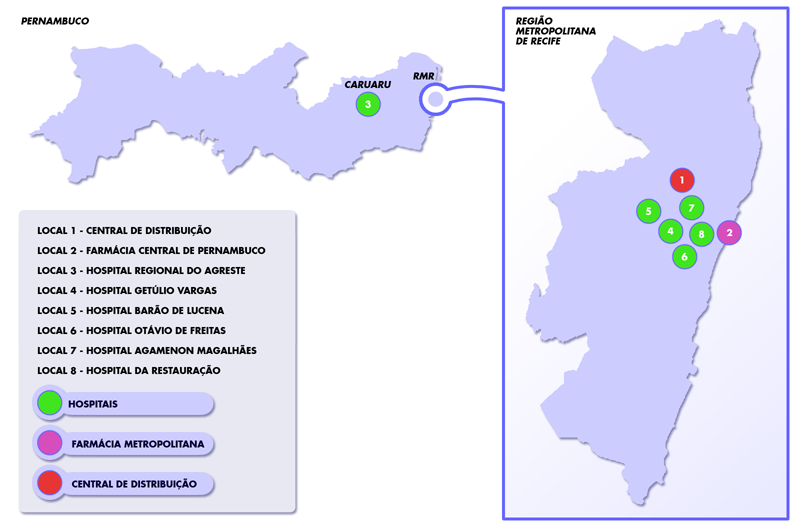 PERNAMBUCO
CARUARU
RMR
3
REGIÃO
METROPOLITANA
DE RECIFE
1
5
7
4
8
2
6
LOCAL 1 - CENTRAL DE DISTRIBUIÇÃO
LOCAL 2 - FARMÁCIA CENTRAL DE PERNAMBUCO
LOCAL 3 - HOSPITAL REGIONAL DO AGRESTE
LOCAL 4 - HOSPITAL GETÚLIO VARGAS
LOCAL 5 - HOSPITAL BARÃO DE LUCENA
LOCAL 6 - HOSPITAL OTÁVIO DE FREITAS
LOCAL 7 - HOSPITAL AGAMENON MAGALHÃES
LOCAL 8 - HOSPITAL DA RESTAURAÇÃO
HOSPITAIS
FARMÁCIA METROPOLITANA
CENTRAL DE DISTRIBUIÇÃO